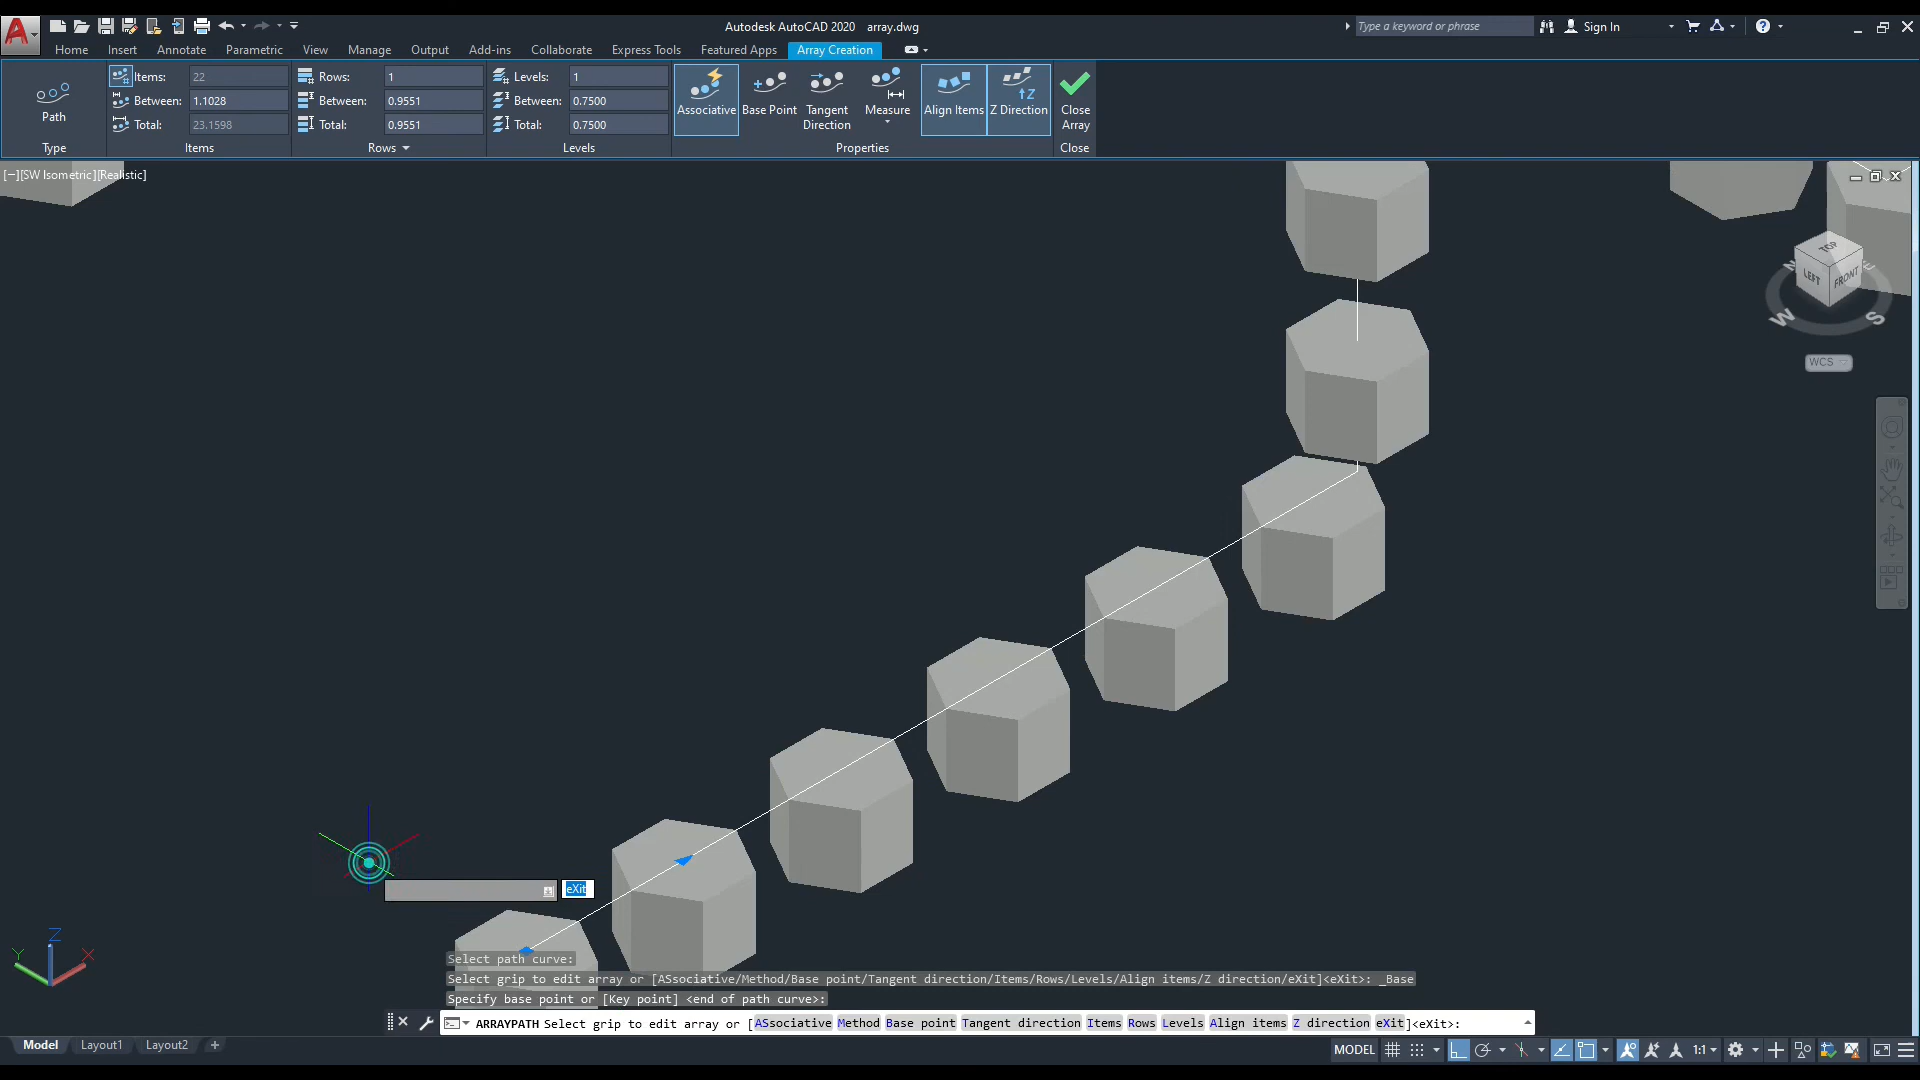 Autodesk AutoCAD 2020 array.dwg
Type a keyword or phrase
Sign In
Home Insert Annotate Parametric View Manage Output Add-ins Collaborate Express Tools Featured Apps Array Creation
Path
Type
Items: 22
Between: 1.1028
Total: 23.1598
Items
Rows: 1
Between: 0.9551
Total: 0.9551
Rows
Levels: 1
Between: 0.7500
Total: 0.7500
Levels
Associative
Base Point
Tangent
Direction
Measure
Align Items
Z Direction
Properties
Close
Array
Close
[−][SW Isometric][Realistic]
TOP
LEFT
FRONT
N
E
W
S
WCS
eXit
Z
Y
X
Select path curve:
Select grip to edit array or [ASsociative/Method/Base point/Tangent direction/Items/Rows/Levels/Align items/Z direction/eXit]<eXit>: _Base
Specify base point or [Key point] <end of path curve>:
ARRAYPATH Select grip to edit array or [ASsociative Method Base point Tangent direction Items Rows Levels Align items Z direction eXit]<eXit>:
Model Layout1 Layout2 +
MODEL
1:1